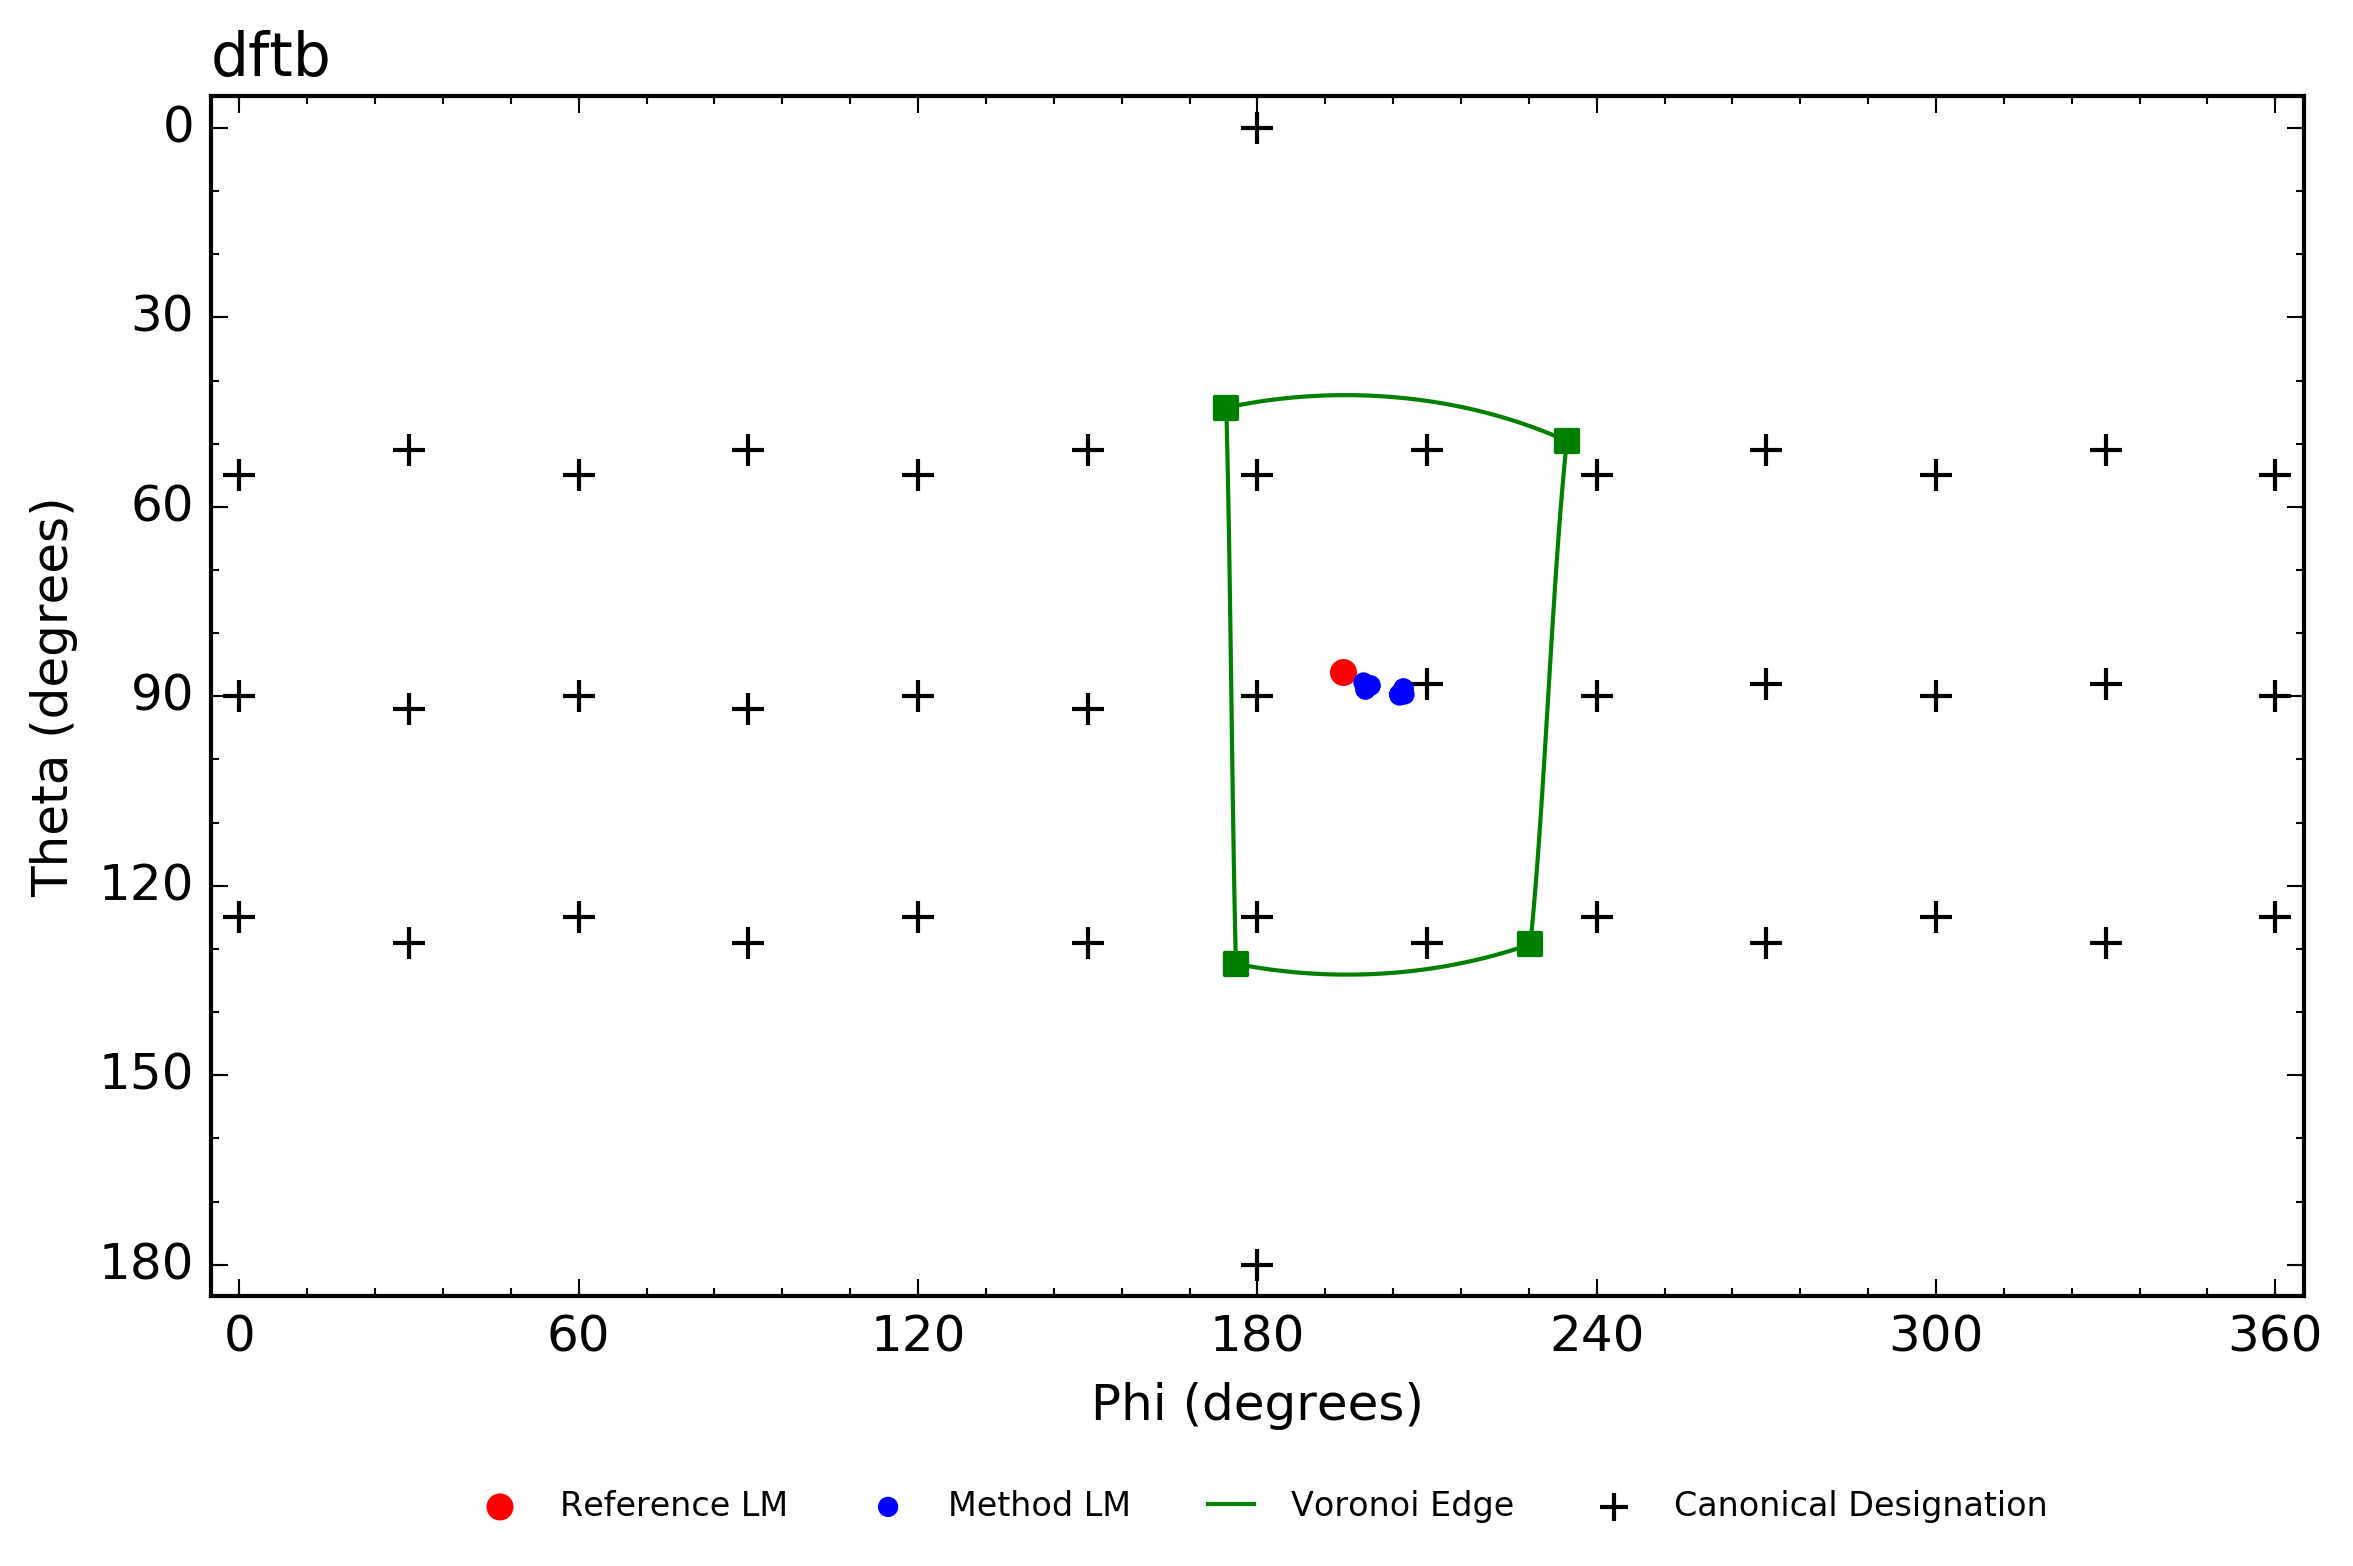 dftb
0
30
60
90
120
150
180
Theta (degrees)
0 60 120 180 240 300 360
Phi (degrees)
Reference LM Method LM Voronoi Edge Canonical Designation